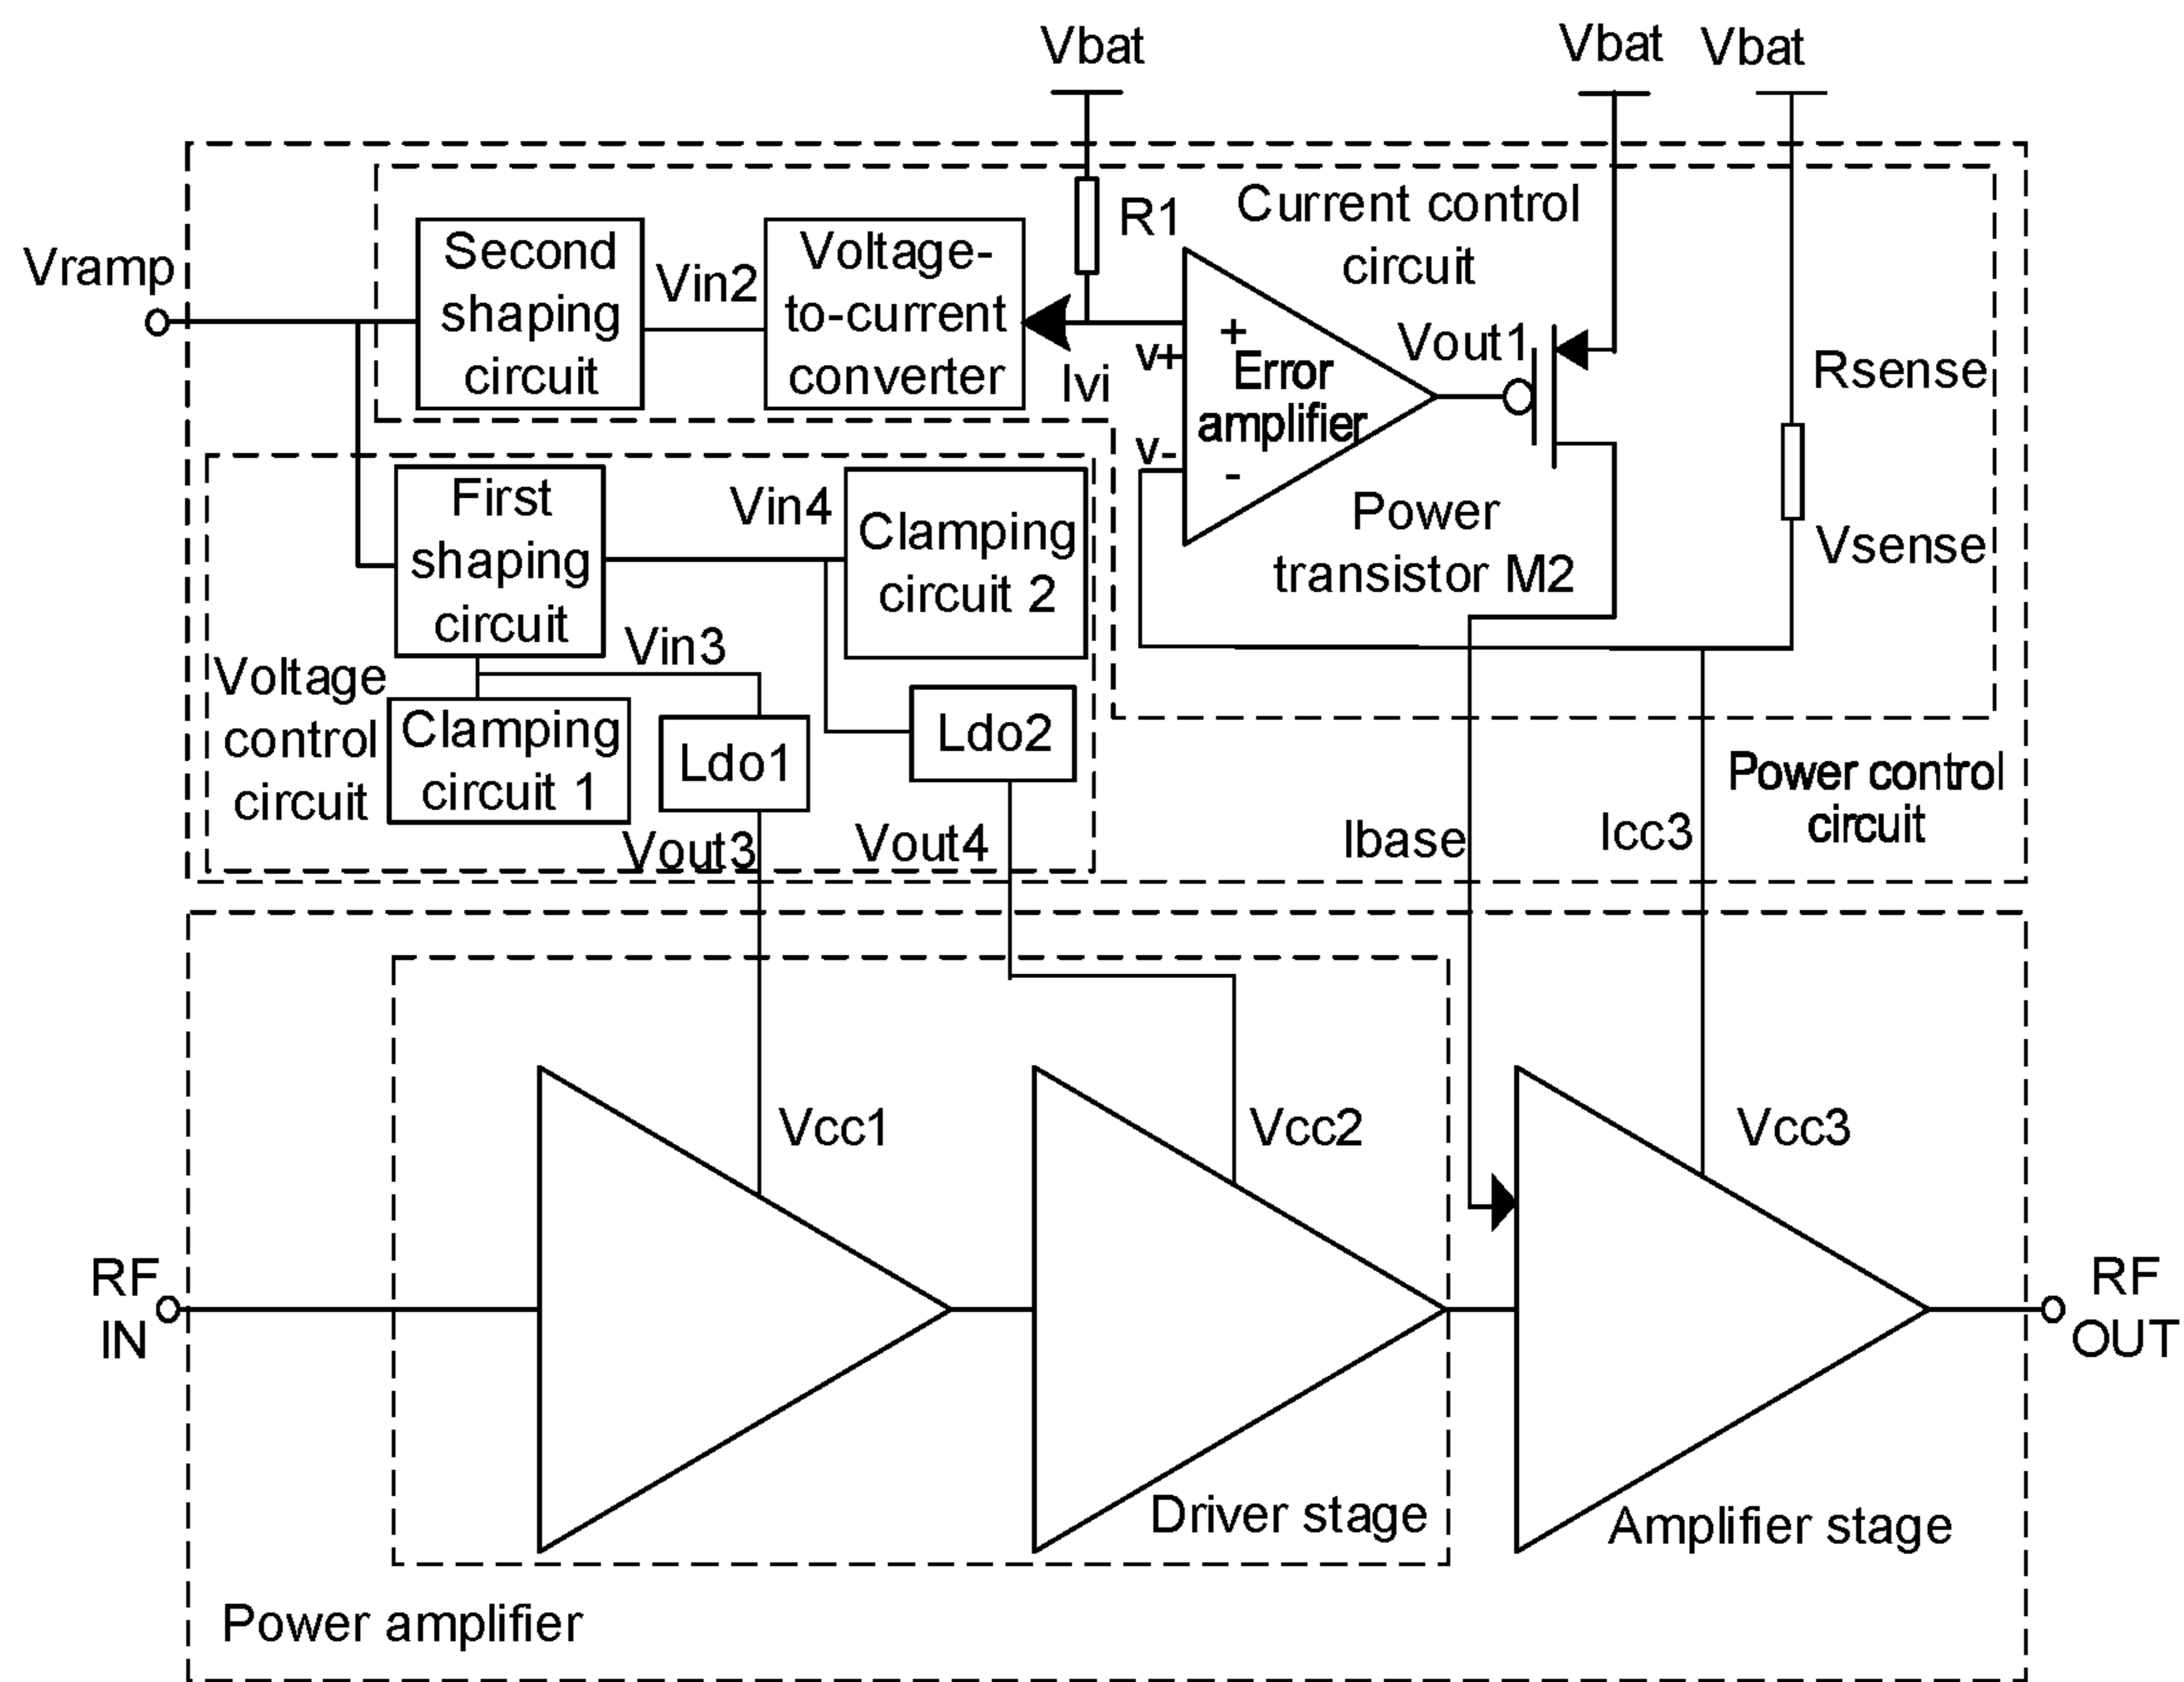 Vbat
Vbat
Vbat
Vramp
Second
shaping
circuit
Vin2
Voltage-
to-current
converter
R1
Ivi
Current control
circuit
v+
+
Error
amplifier
v-
-
Vout1
Power
transistor M2
Rsense
Vsense
First
shaping
circuit
Vin4
Clamping
circuit 2
Vin3
Voltage
control
circuit
Clamping
circuit 1
Ldo1
Ldo2
Vout3
Vout4
Ibase
Icc3
Power control
circuit
Vcc1
Vcc2
Vcc3
RF
IN
RF
OUT
Driver stage
Amplifier stage
Power amplifier